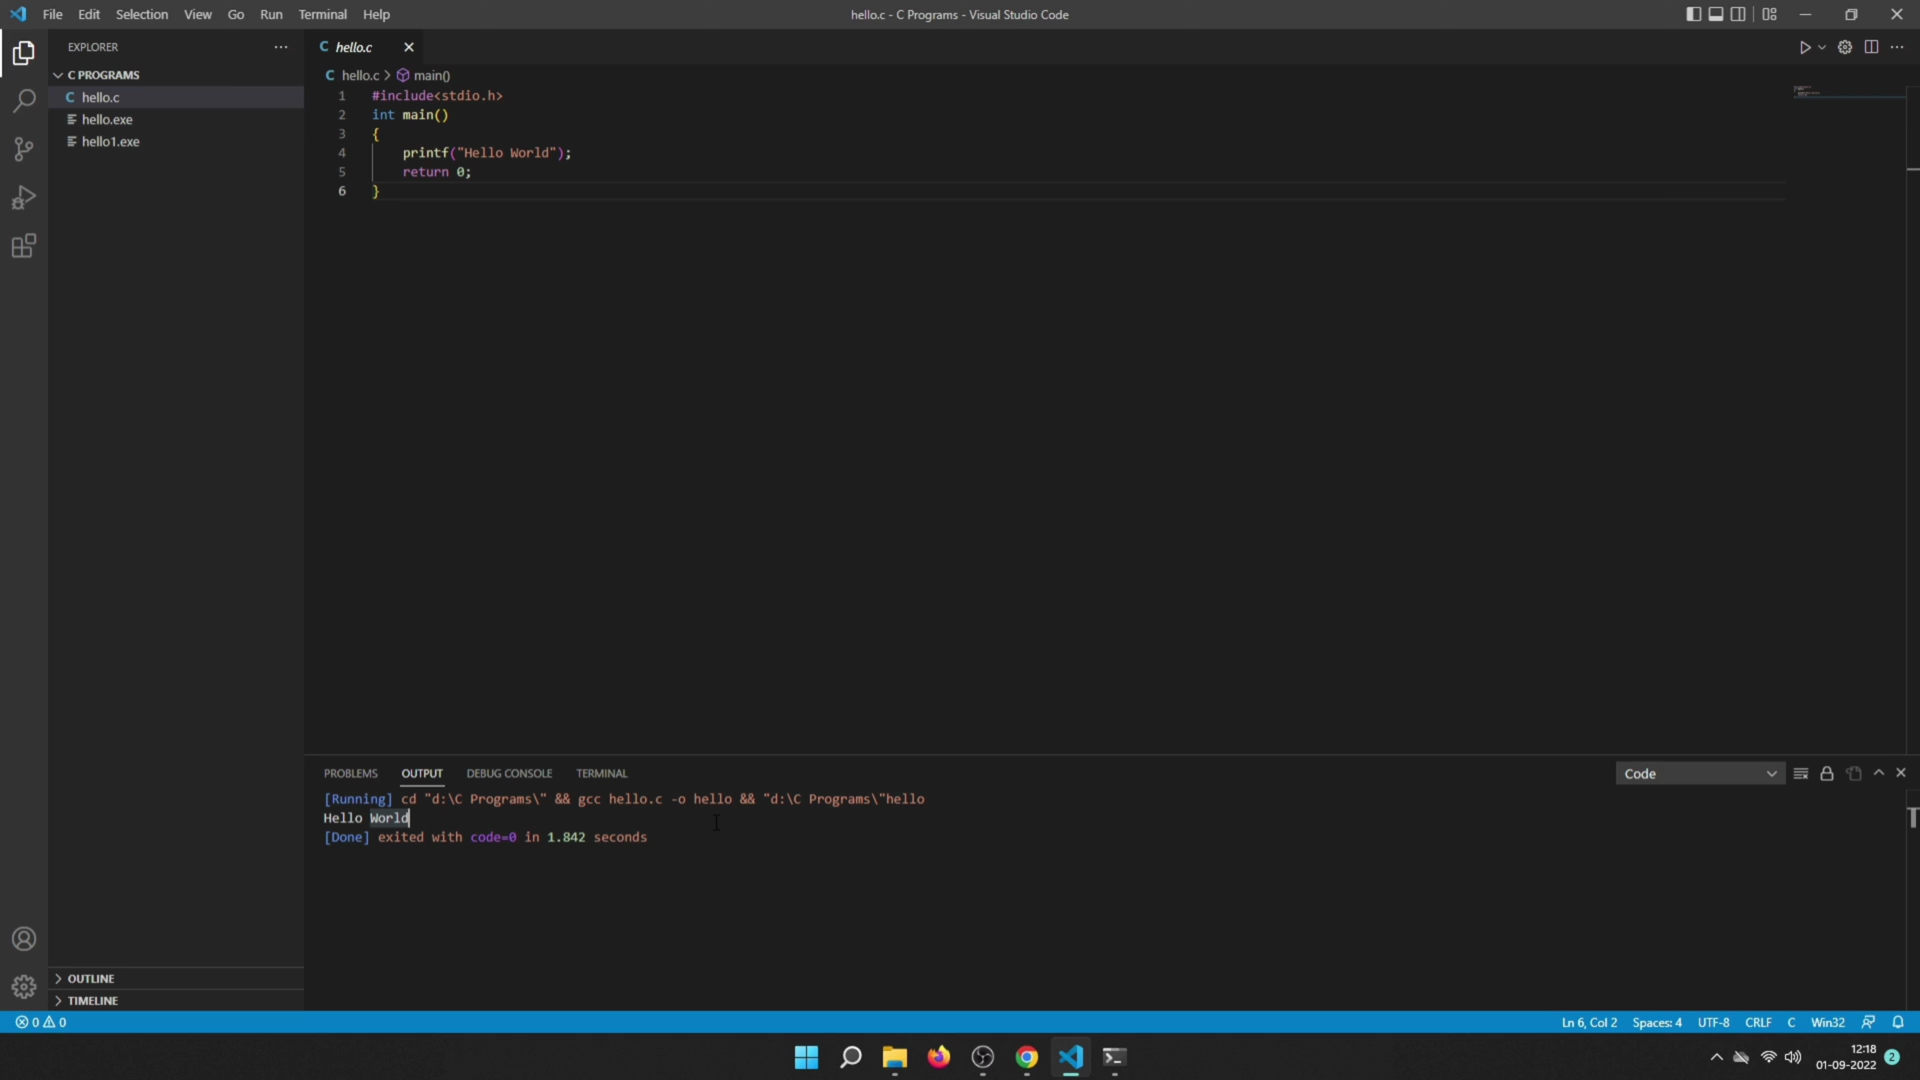 File Edit Selection View Go Run Terminal Help
hello.c - C Programs - Visual Studio Code
EXPLORER
C PROGRAMS
C hello.c
hello.exe
hello1.exe
OUTLINE
TIMELINE
C hello.c
C hello.c > main()
1 #include<stdio.h>
2 int main()
3 {
4 printf("Hello World");
5 return 0;
6 }
PROBLEMS OUTPUT DEBUG CONSOLE TERMINAL
Code
[Running] cd "d:\C Programs\" && gcc hello.c -o hello && "d:\C Programs\"hello
Hello World
[Done] exited with code=0 in 1.842 seconds
0 0
Ln 6, Col 2 Spaces: 4 UTF-8 CRLF C Win32
12:18
01-09-2022
2